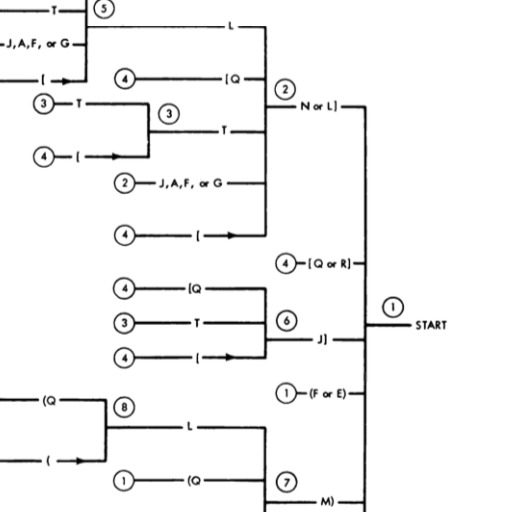 T 5
J,A,F, or G L
[
4 [Q 2
3 T 3 N or L]
T
4 [
2 J,A,F, or G
4 [
4 [Q or R]
4 [Q 1
3 T 6 START
J]
4 [
1 (F or E)
(Q 8
L
(
1 (Q 7
M)